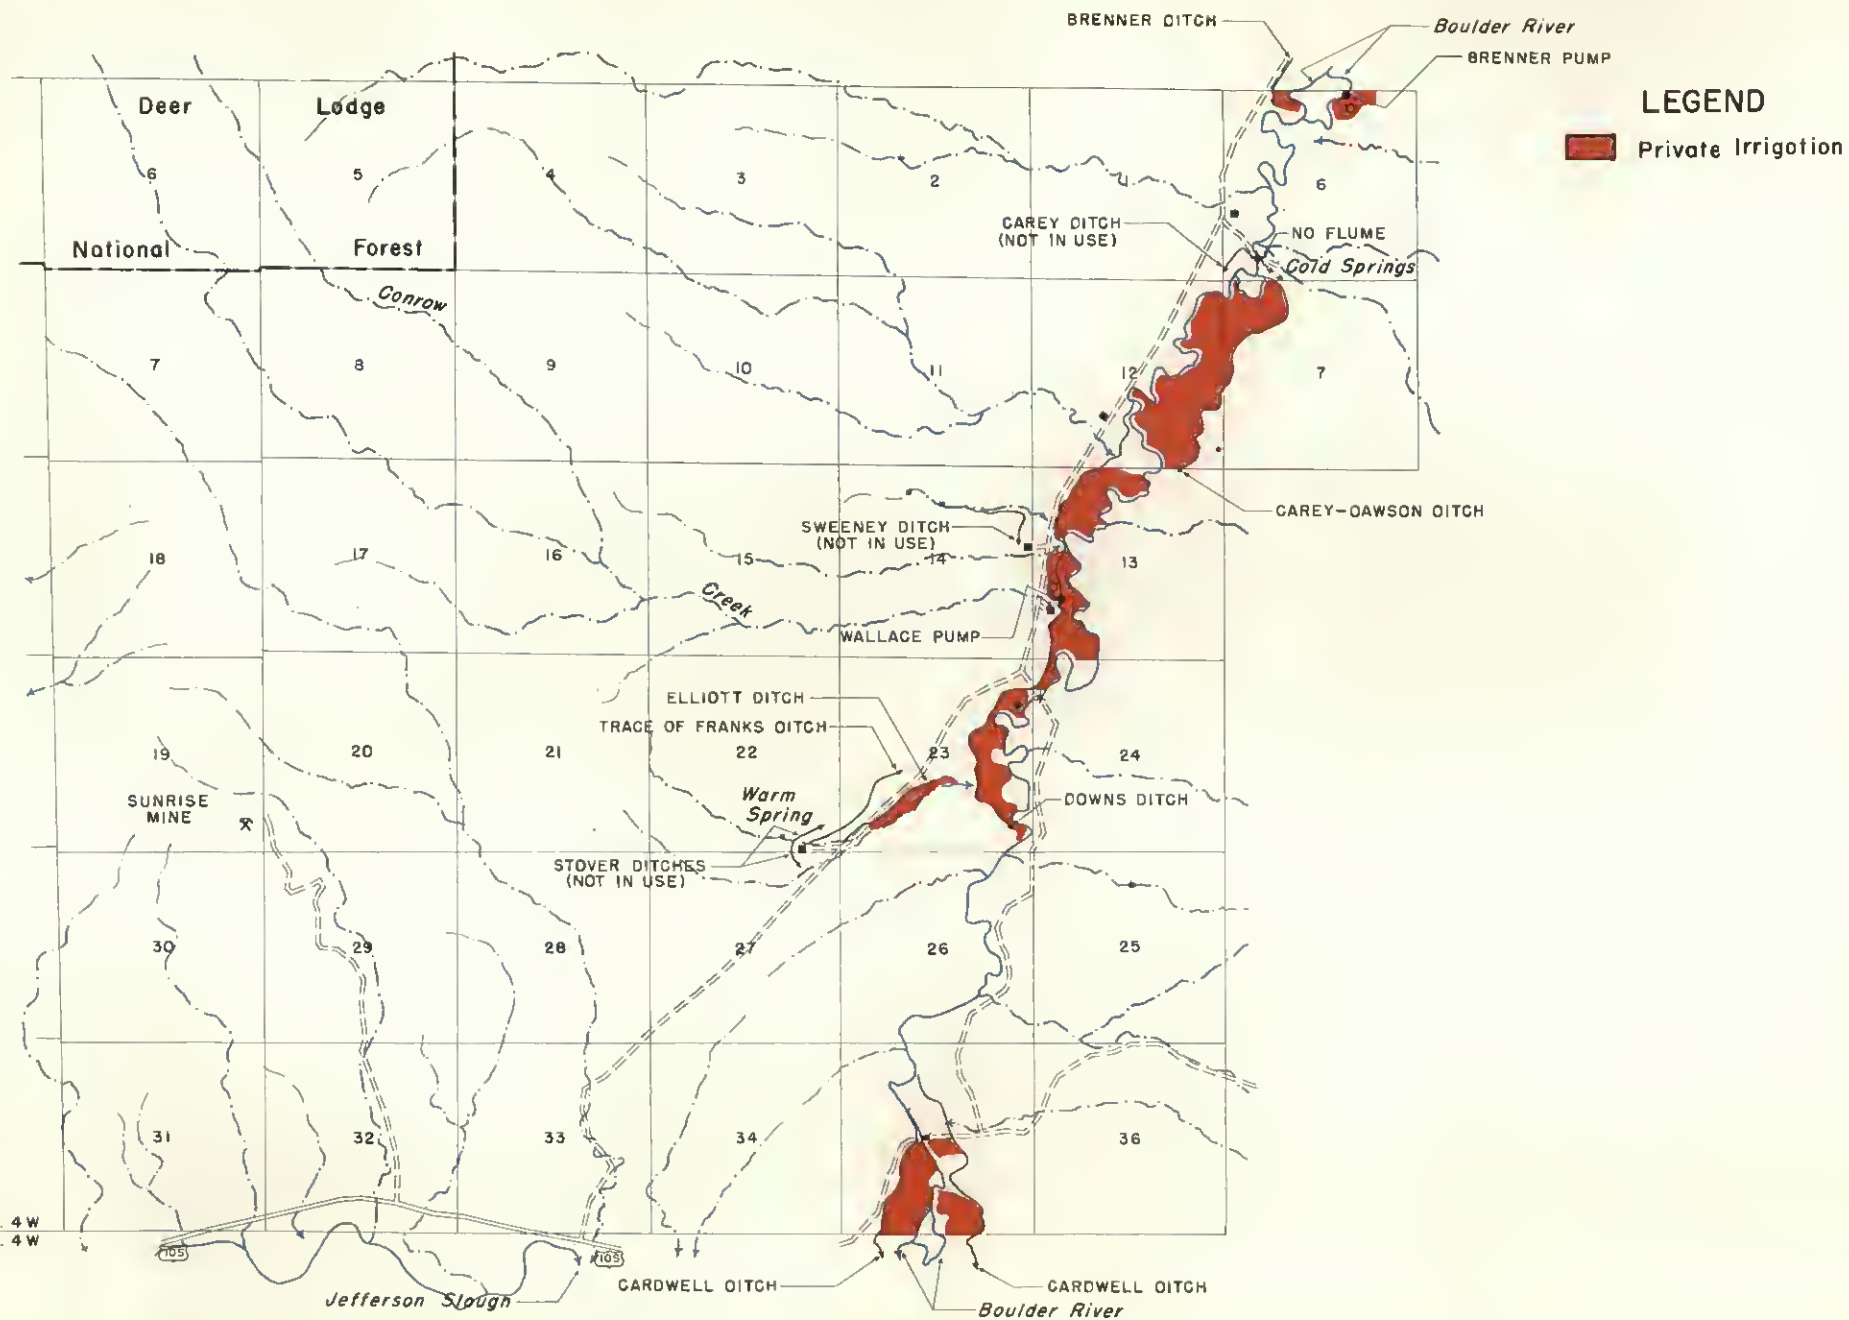 BRENNER DITCH
Boulder River
BRENNER PUMP
LEGEND
Private Irrigation
Deer Lodge
6 5 4 3 2 1 6
CAREY DITCH
(NOT IN USE)
NO FLUME
National Forest
Cold Springs
Conrow
7 8 9 10 11 12 7
CAREY-DAWSON DITCH
SWEENEY DITCH
(NOT IN USE)
18 17 16 15 14 13
Creek
WALLACE PUMP
ELLIOTT DITCH
TRACE OF FRANKS DITCH
19 20 21 22 23 24
SUNRISE
MINE
Warm
Spring
DOWNS DITCH
STOVER DITCHES
(NOT IN USE)
30 29 28 27 26 25
31 32 33 34 36
4 W
4 W
105
105
CARDWELL DITCH
CARDWELL DITCH
Jefferson Slough
Boulder River